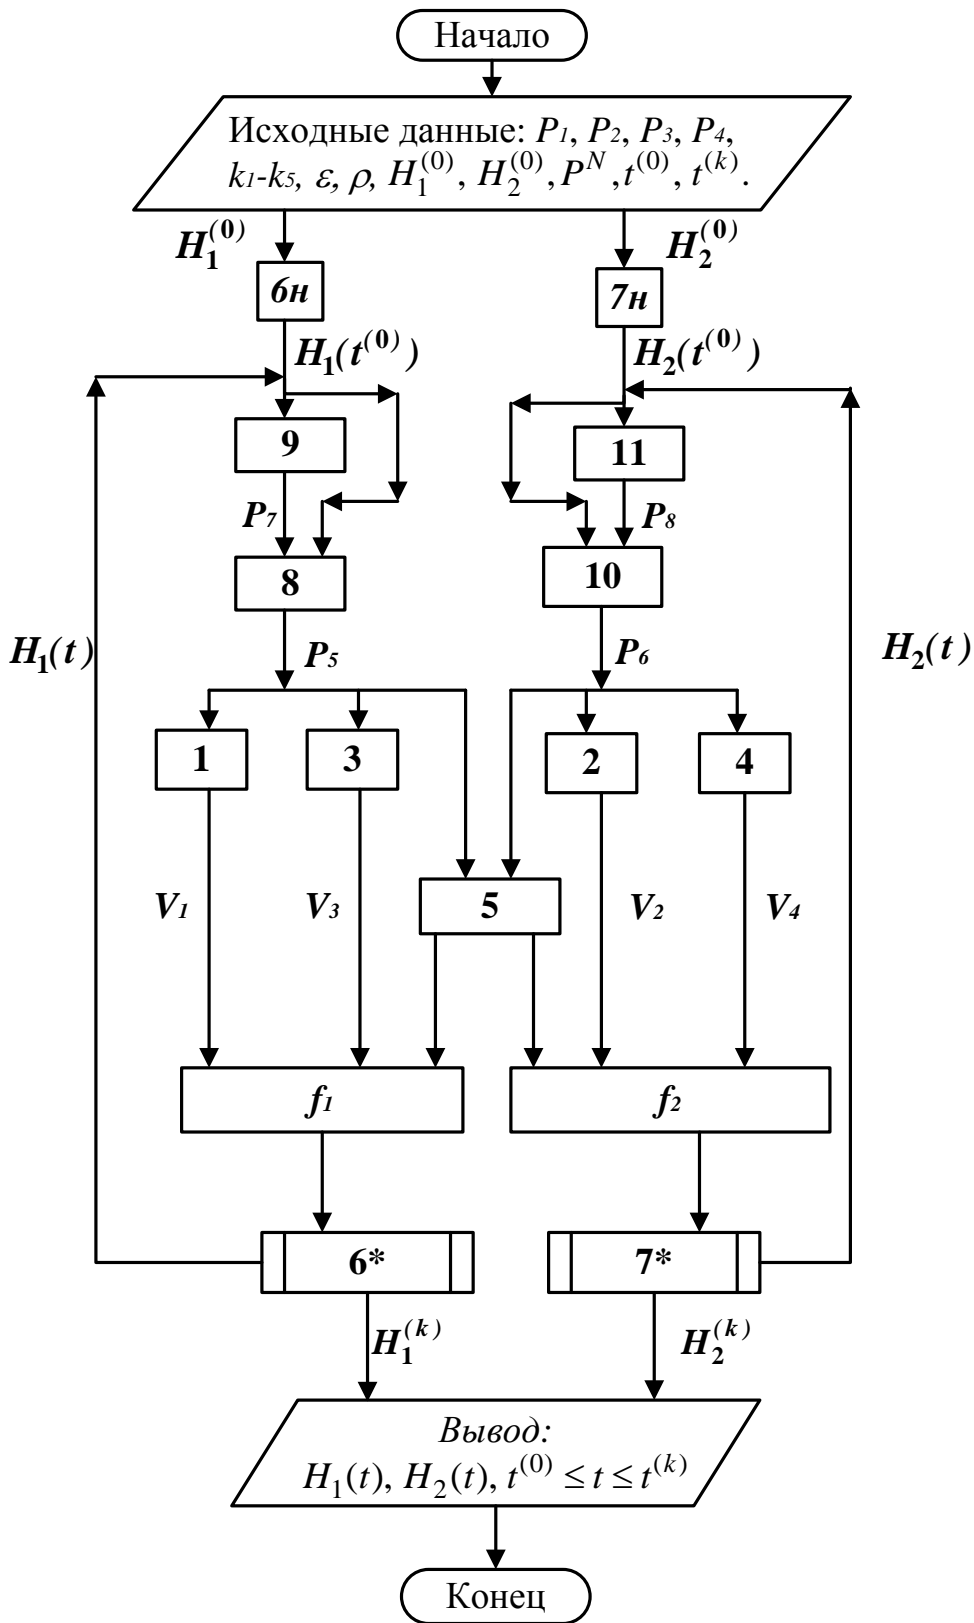 Начало
Исходные данные: P₁, P₂, P₃, P₄,
k₁-k₅, ε, ρ, H₁⁽⁰⁾, H₂⁽⁰⁾, Pᴺ, t⁽⁰⁾, t⁽ᵏ⁾.
H₁⁽⁰⁾
H₂⁽⁰⁾
6н
7н
H₁(t⁽⁰⁾)
H₂(t⁽⁰⁾)
9
11
P₇
P₈
8
10
H₁(t)
P₅
P₆
H₂(t)
1
3
2
4
V₁
V₃
5
V₂
V₄
f₁
f₂
6*
7*
H₁⁽ᵏ⁾
H₂⁽ᵏ⁾
Вывод:
H₁(t), H₂(t), t⁽⁰⁾ ≤ t ≤ t⁽ᵏ⁾
Конец